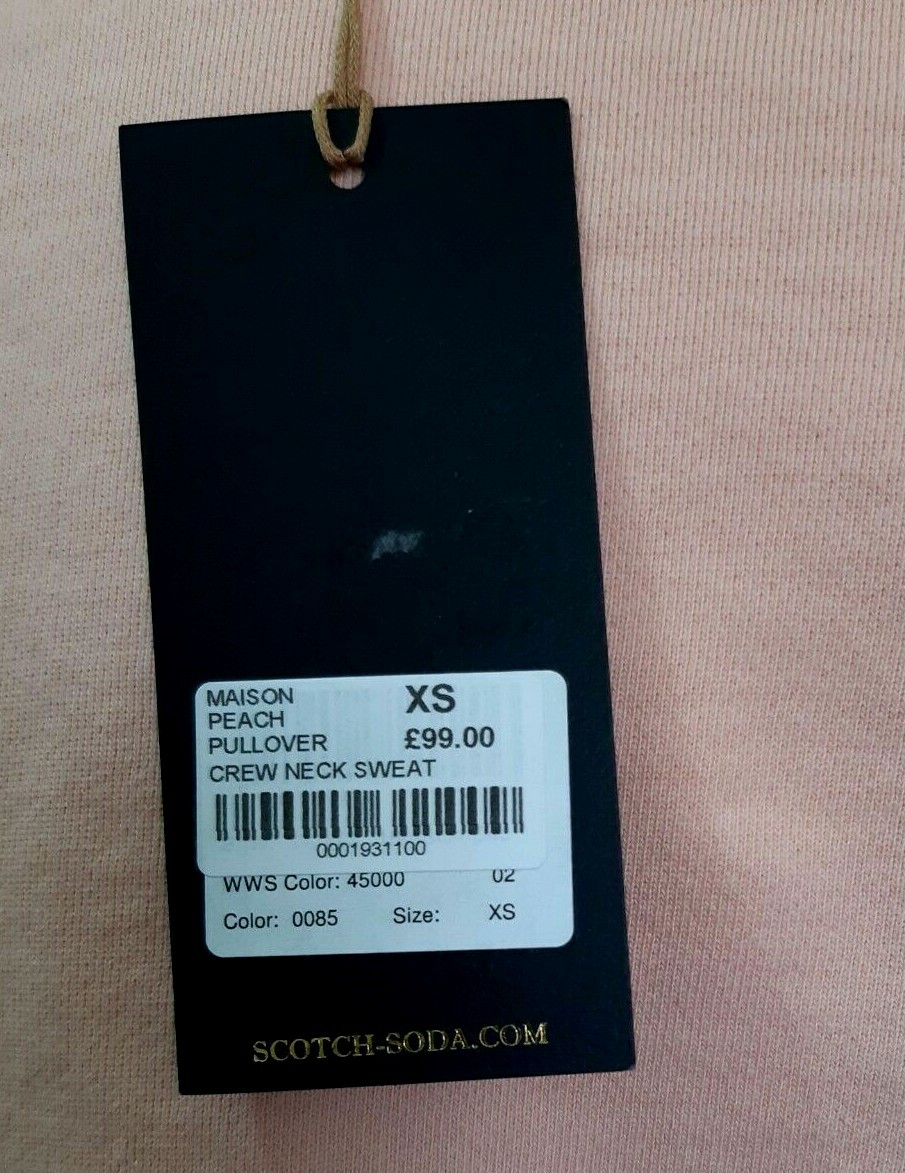 MAISON XS
PEACH
PULLOVER £99.00
CREW NECK SWEAT
0001931100
WWS Color: 45000 02
Color: 0085 Size: XS
SCOTCH-SODA.COM